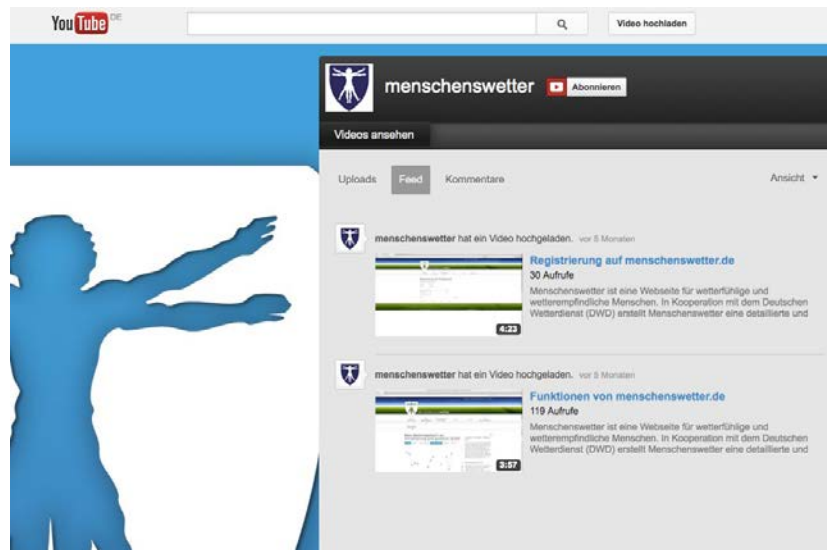 YouTube DE
Video hochladen
menschenswetter Abonnieren
Videos ansehen
Uploads Feed Kommentare Ansicht
menschenswetter hat ein Video hochgeladen. vor 5 Monaten
Registrierung auf menschenswetter.de
30 Aufrufe
Menschenswetter ist eine Webseite für wetterfühlige und
wetterempfindliche Menschen. In Kooperation mit dem Deutschen
Wetterdienst (DWD) erstellt Menschenswetter eine detaillierte und
4:23
menschenswetter hat ein Video hochgeladen. vor 5 Monaten
Funktionen von menschenswetter.de
119 Aufrufe
Menschenswetter ist eine Webseite für wetterfühlige und
wetterempfindliche Menschen. In Kooperation mit dem Deutschen
Wetterdienst (DWD) erstellt Menschenswetter eine detaillierte und
3:57